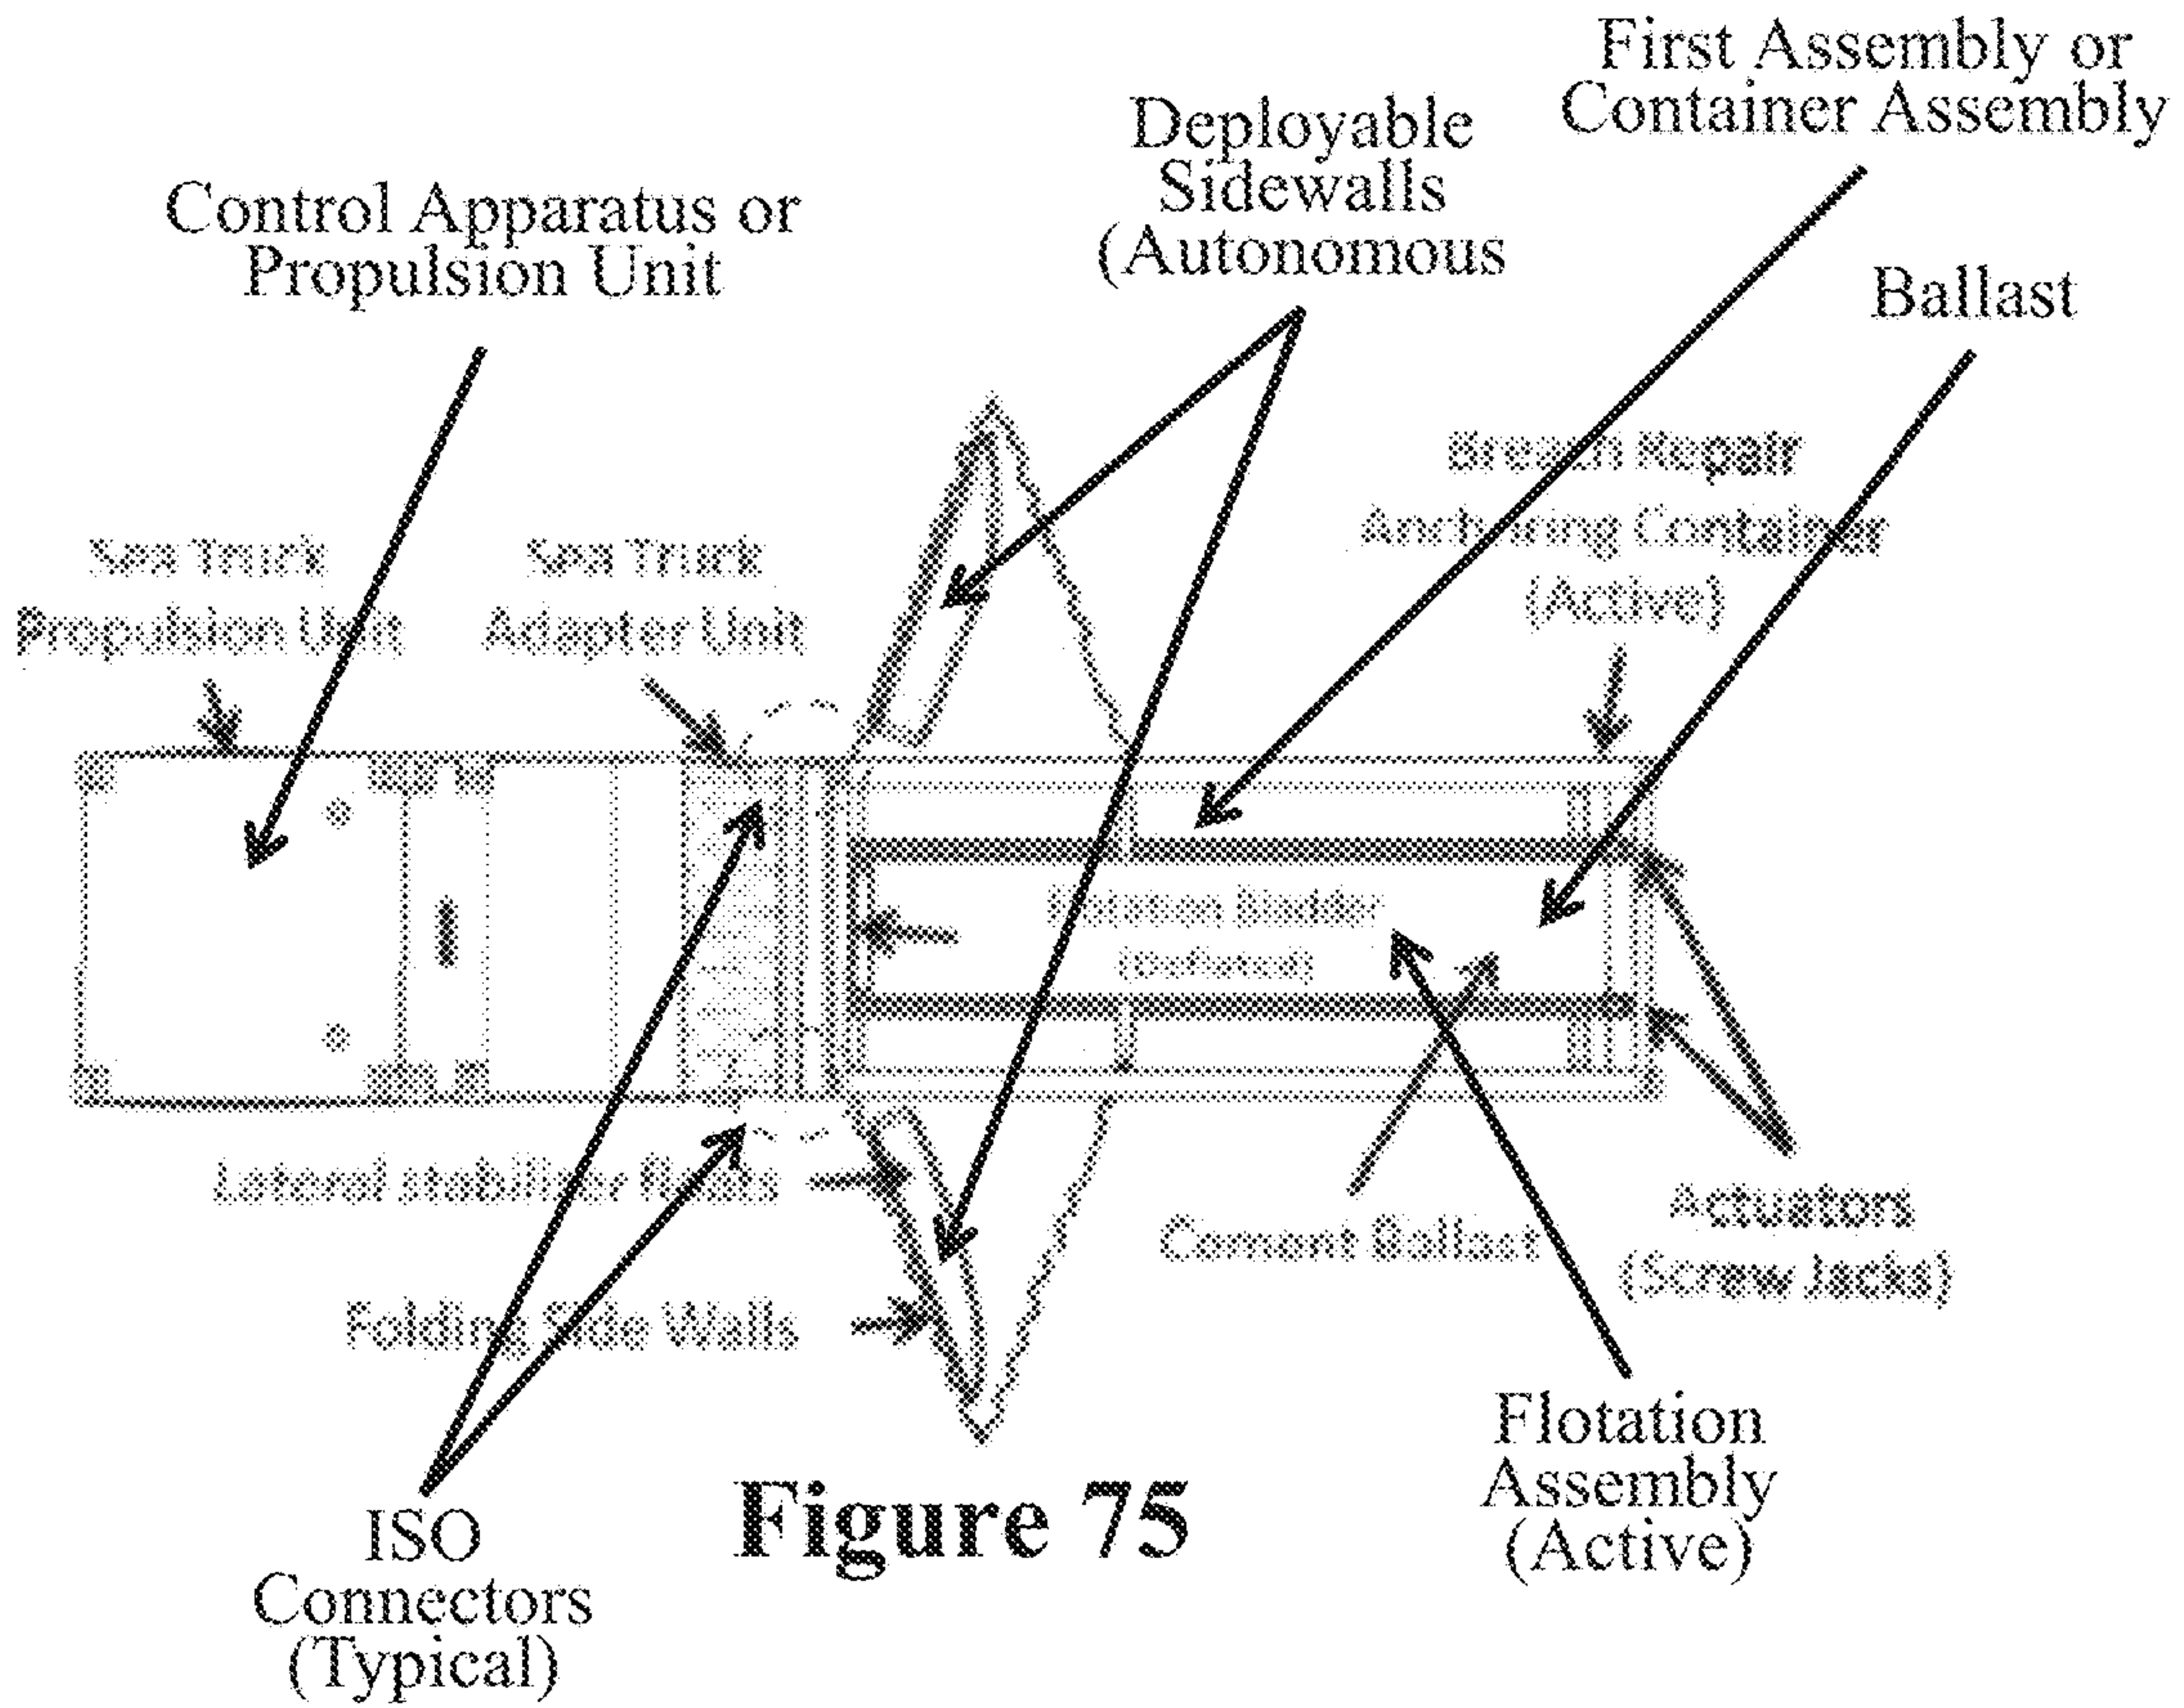 First Assembly or
Container Assembly
Deployable
Sidewalls
(Autonomous
Control Apparatus or
Propulsion Unit
Ballast
Breach Repair
Anchoring Container
(Active)
Sea Truck
Propulsion Unit
Sea Truck
Adapter Unit
Flotation Bladder
(Deflated)
Lateral stabilizer floats
Cement Ballast
Actuators
(Screw Jacks)
Folding Side Walls
Flotation
Assembly
(Active)
Figure 75
ISO
Connectors
(Typical)